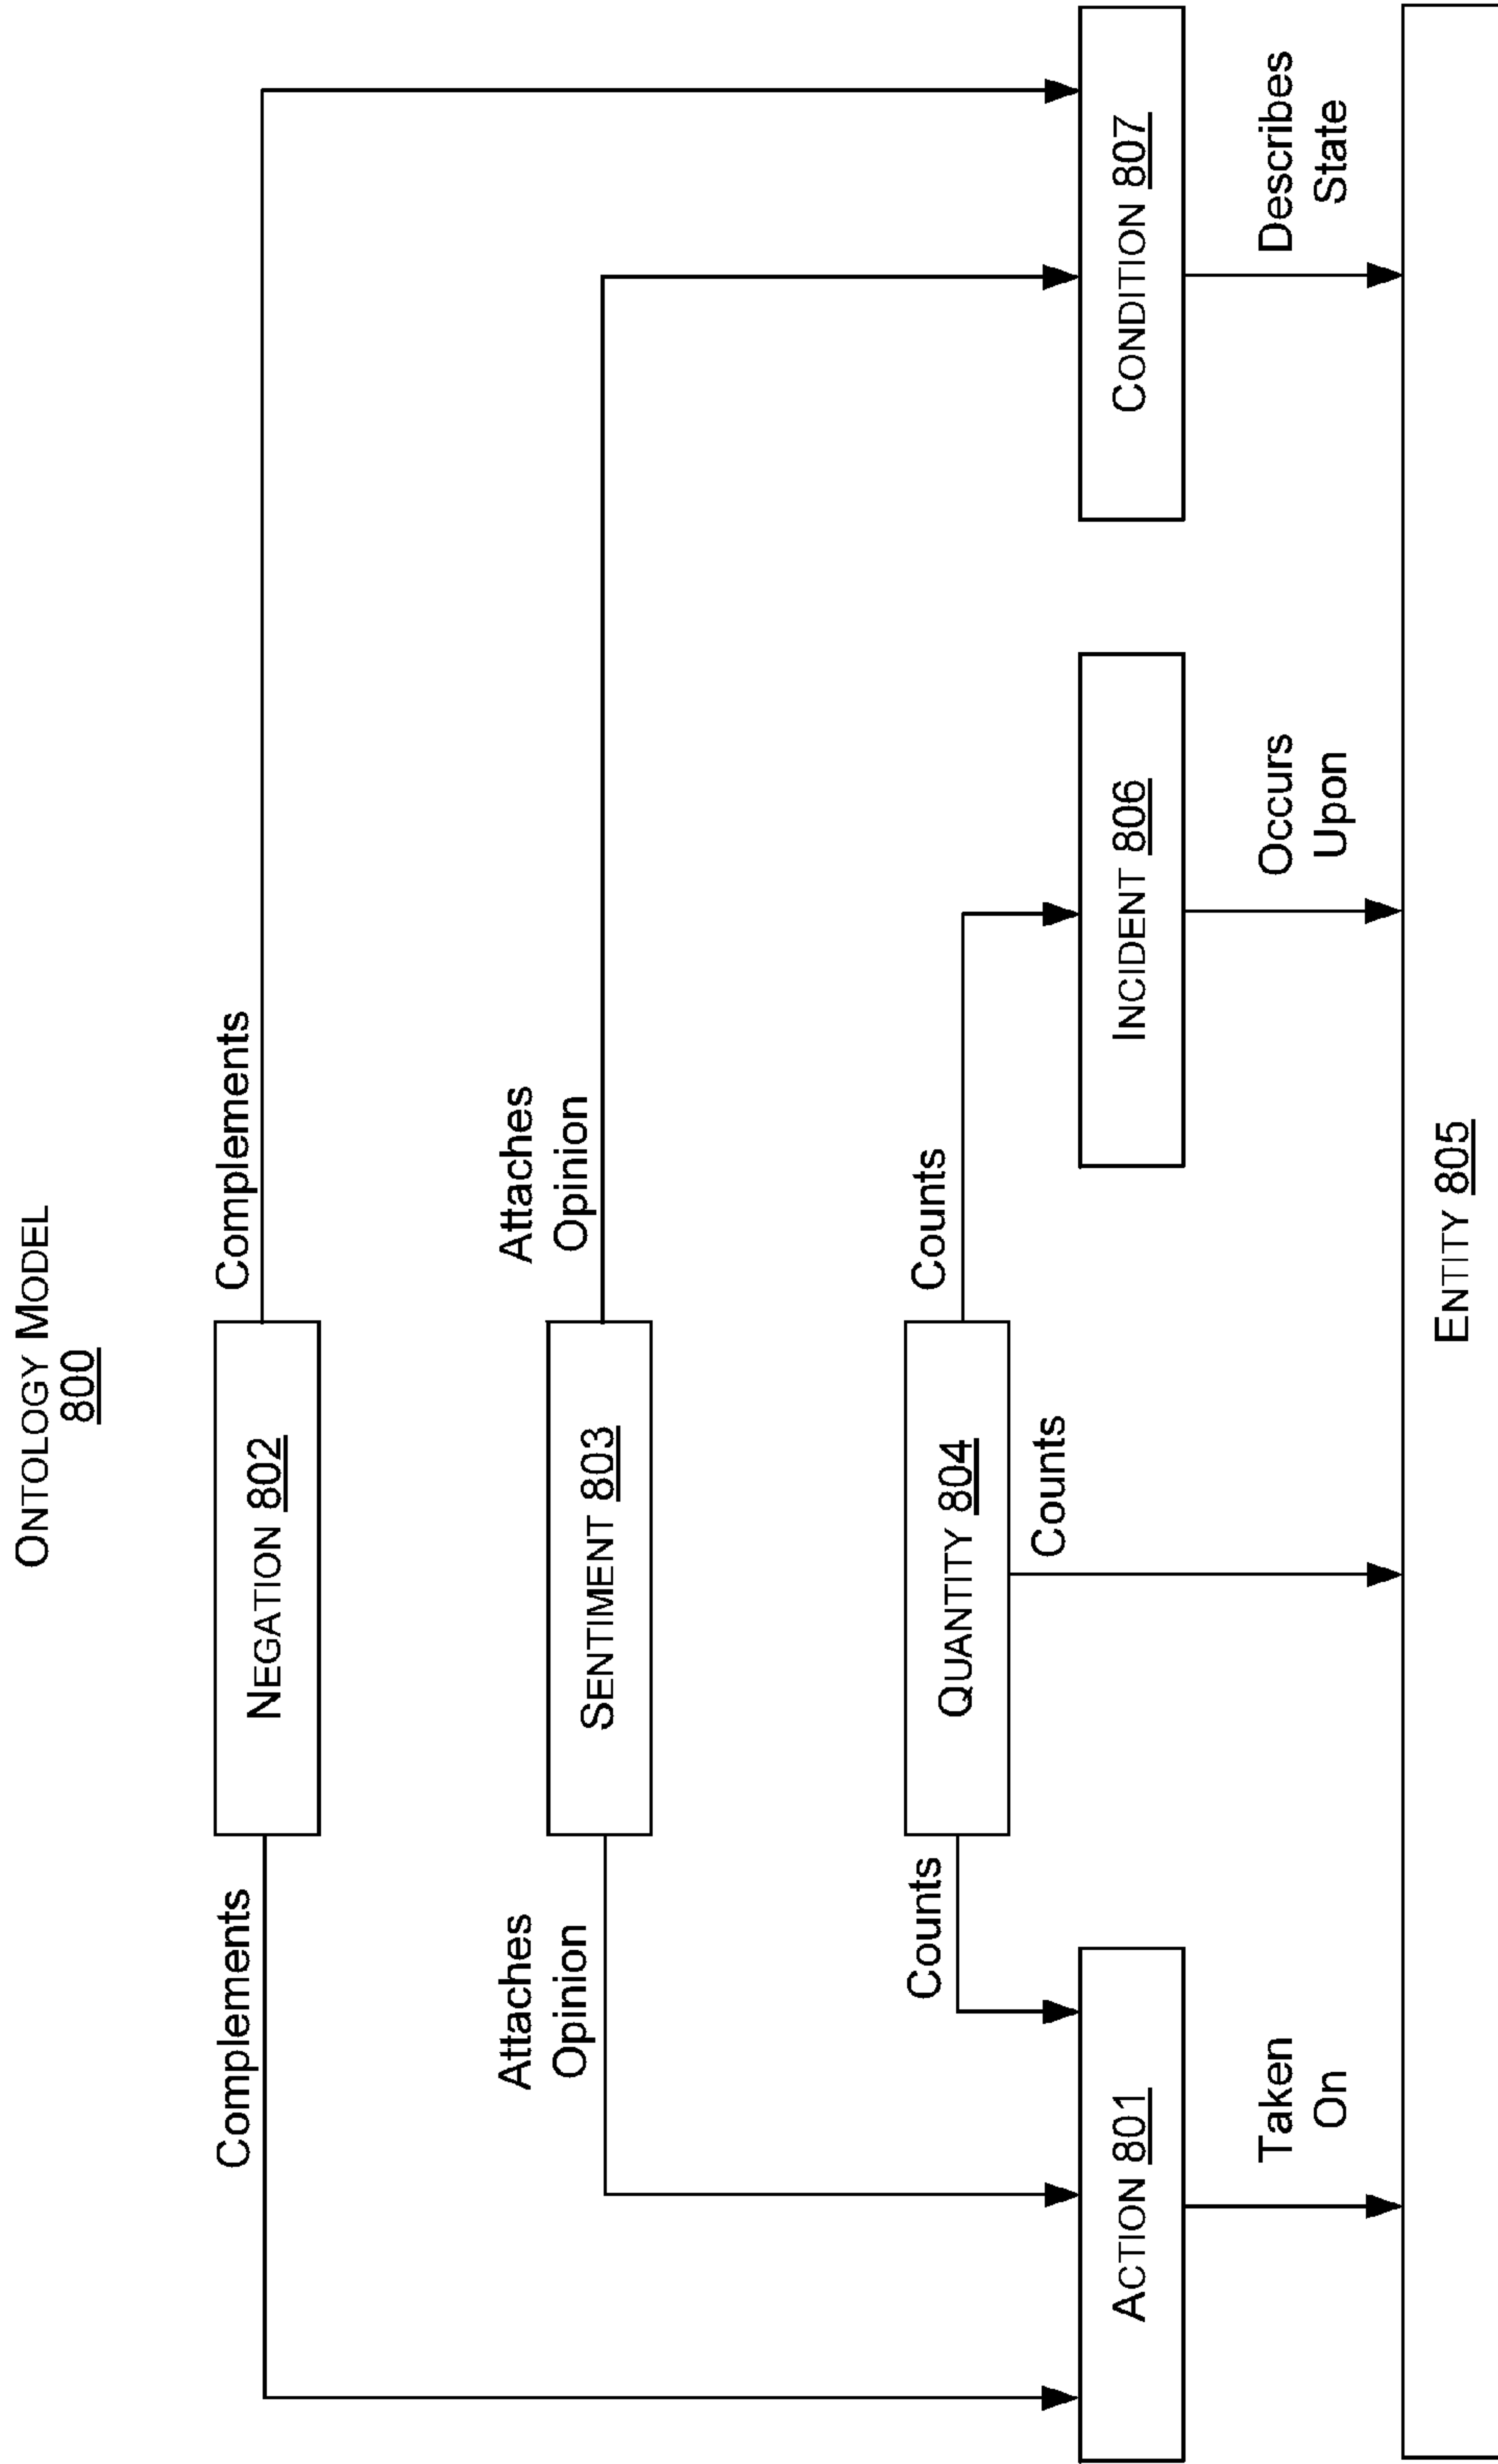 ONTOLOGY MODEL
800
Complements
NEGATION 802
Complements
Attaches
Opinion
SENTIMENT 803
Attaches
Opinion
Counts
QUANTITY 804
Counts
Counts
ACTION 801
INCIDENT 806
CONDITION 807
Taken
On
Occurs
Upon
Describes
State
ENTITY 805